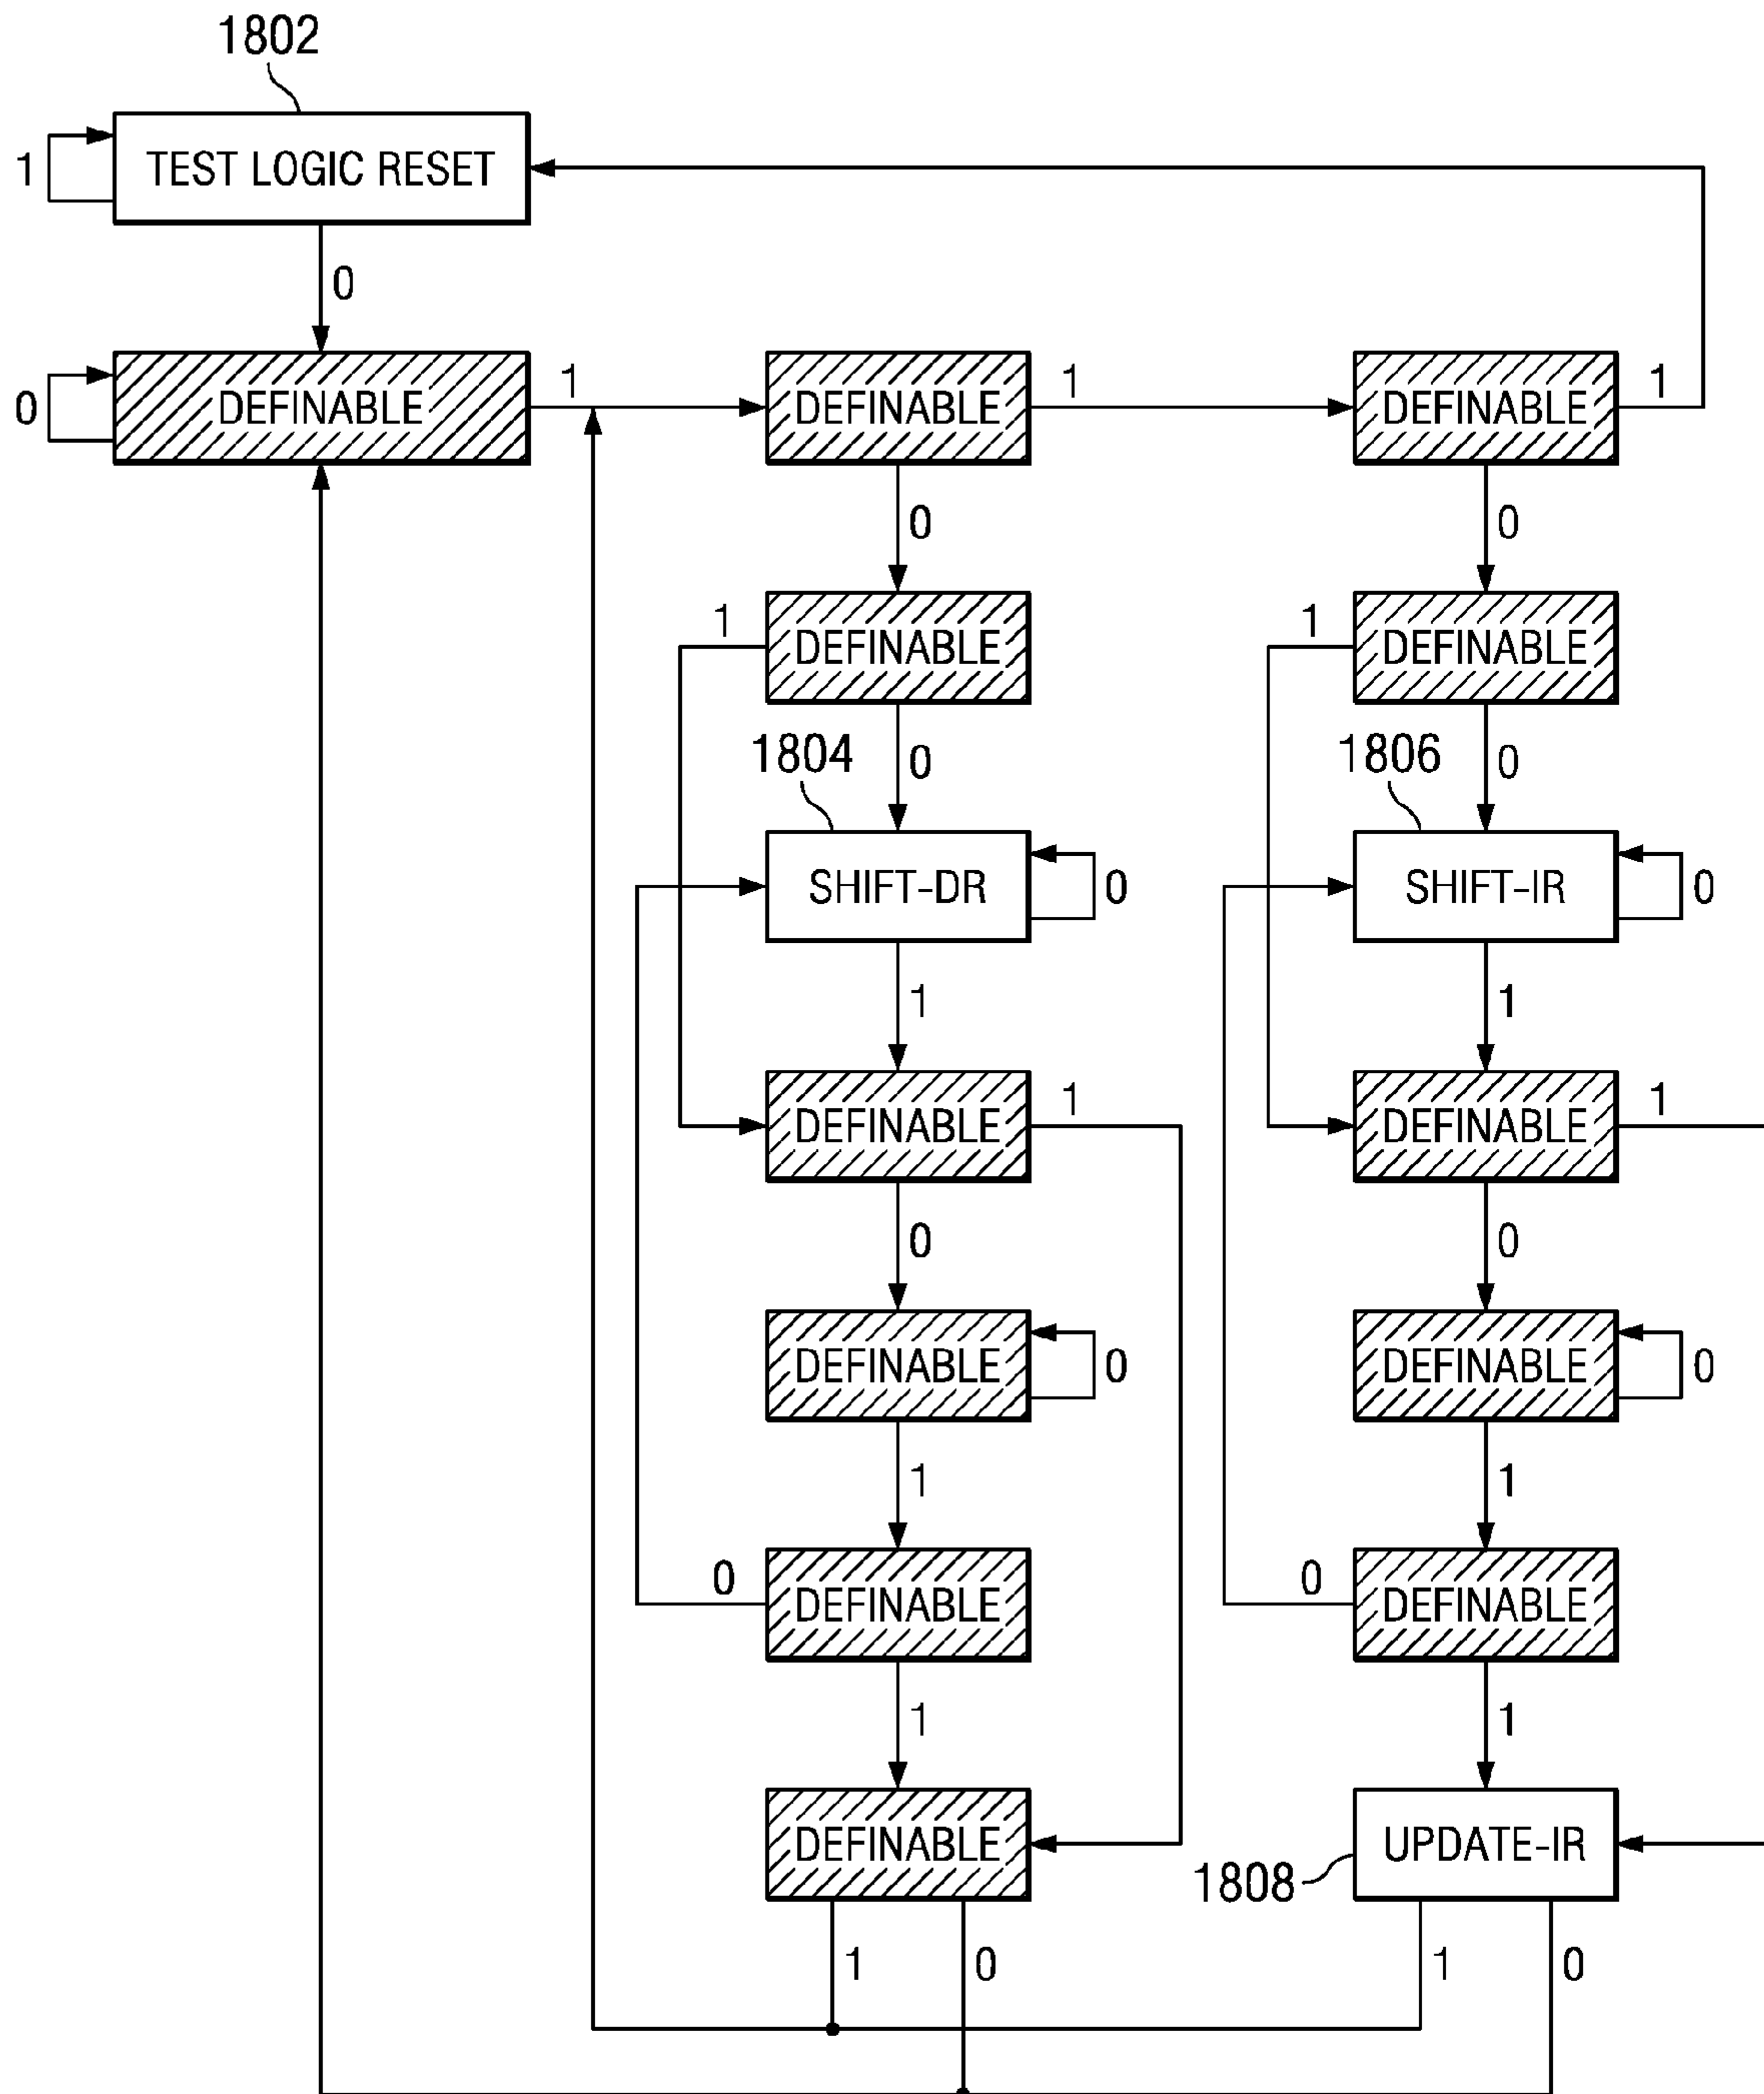 1802
1 TEST LOGIC RESET
0
0 DEFINABLE 1 DEFINABLE 1 DEFINABLE 1
0 0
1 DEFINABLE 1 DEFINABLE
1804 0 1806 0
SHIFT-DR 0 SHIFT-IR 0
1 1
DEFINABLE 1 DEFINABLE 1
0 0
DEFINABLE 0 DEFINABLE 0
1 1
0 DEFINABLE 0 DEFINABLE
1 1
DEFINABLE UPDATE-IR
1808
1 0 1 0